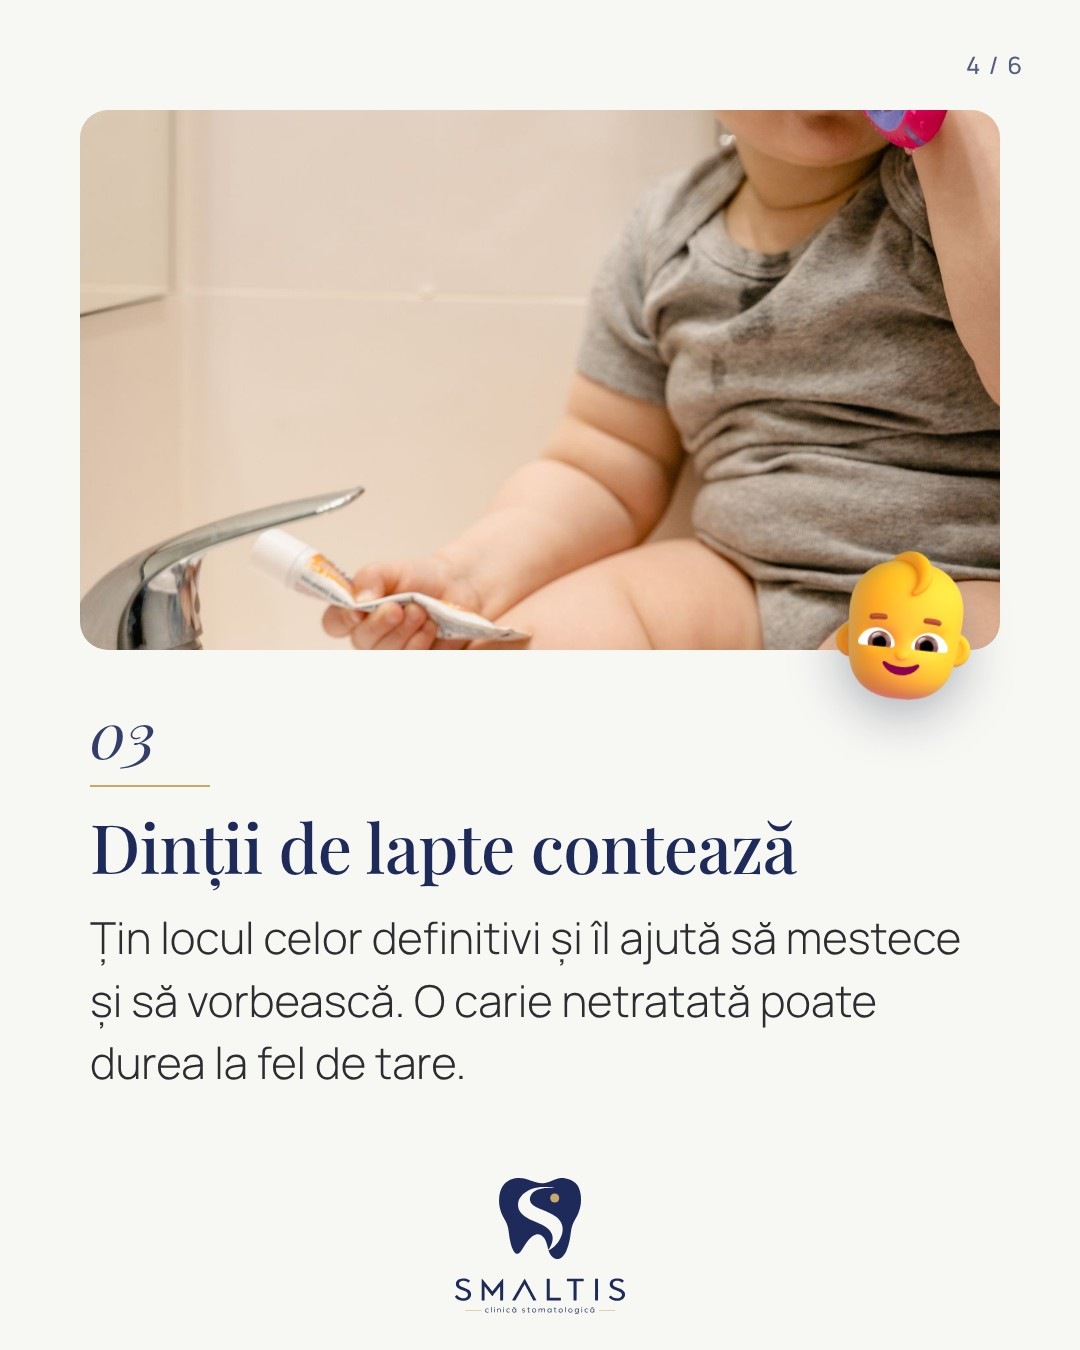 4 / 6
03
Dinții de lapte contează
Țin locul celor definitivi și îl ajută să mestece
și să vorbească. O carie netratată poate
durea la fel de tare.
SMALTIS
clinică stomatologică